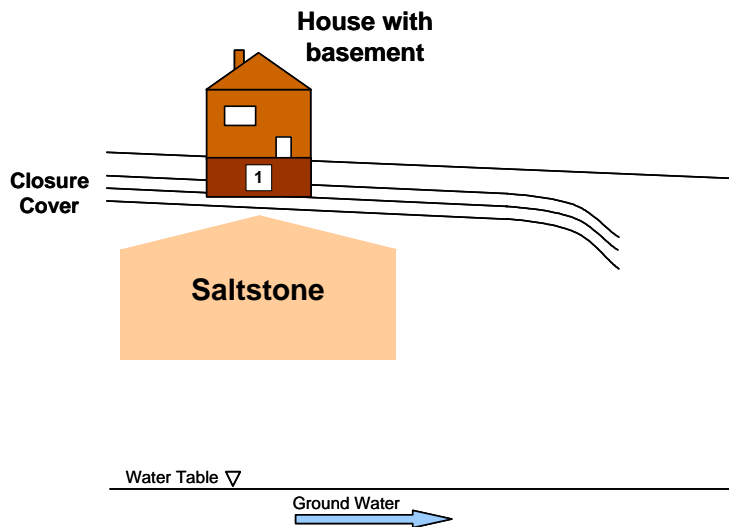 House with
basement
1
Closure
Cover
Saltstone
Water Table
Ground Water